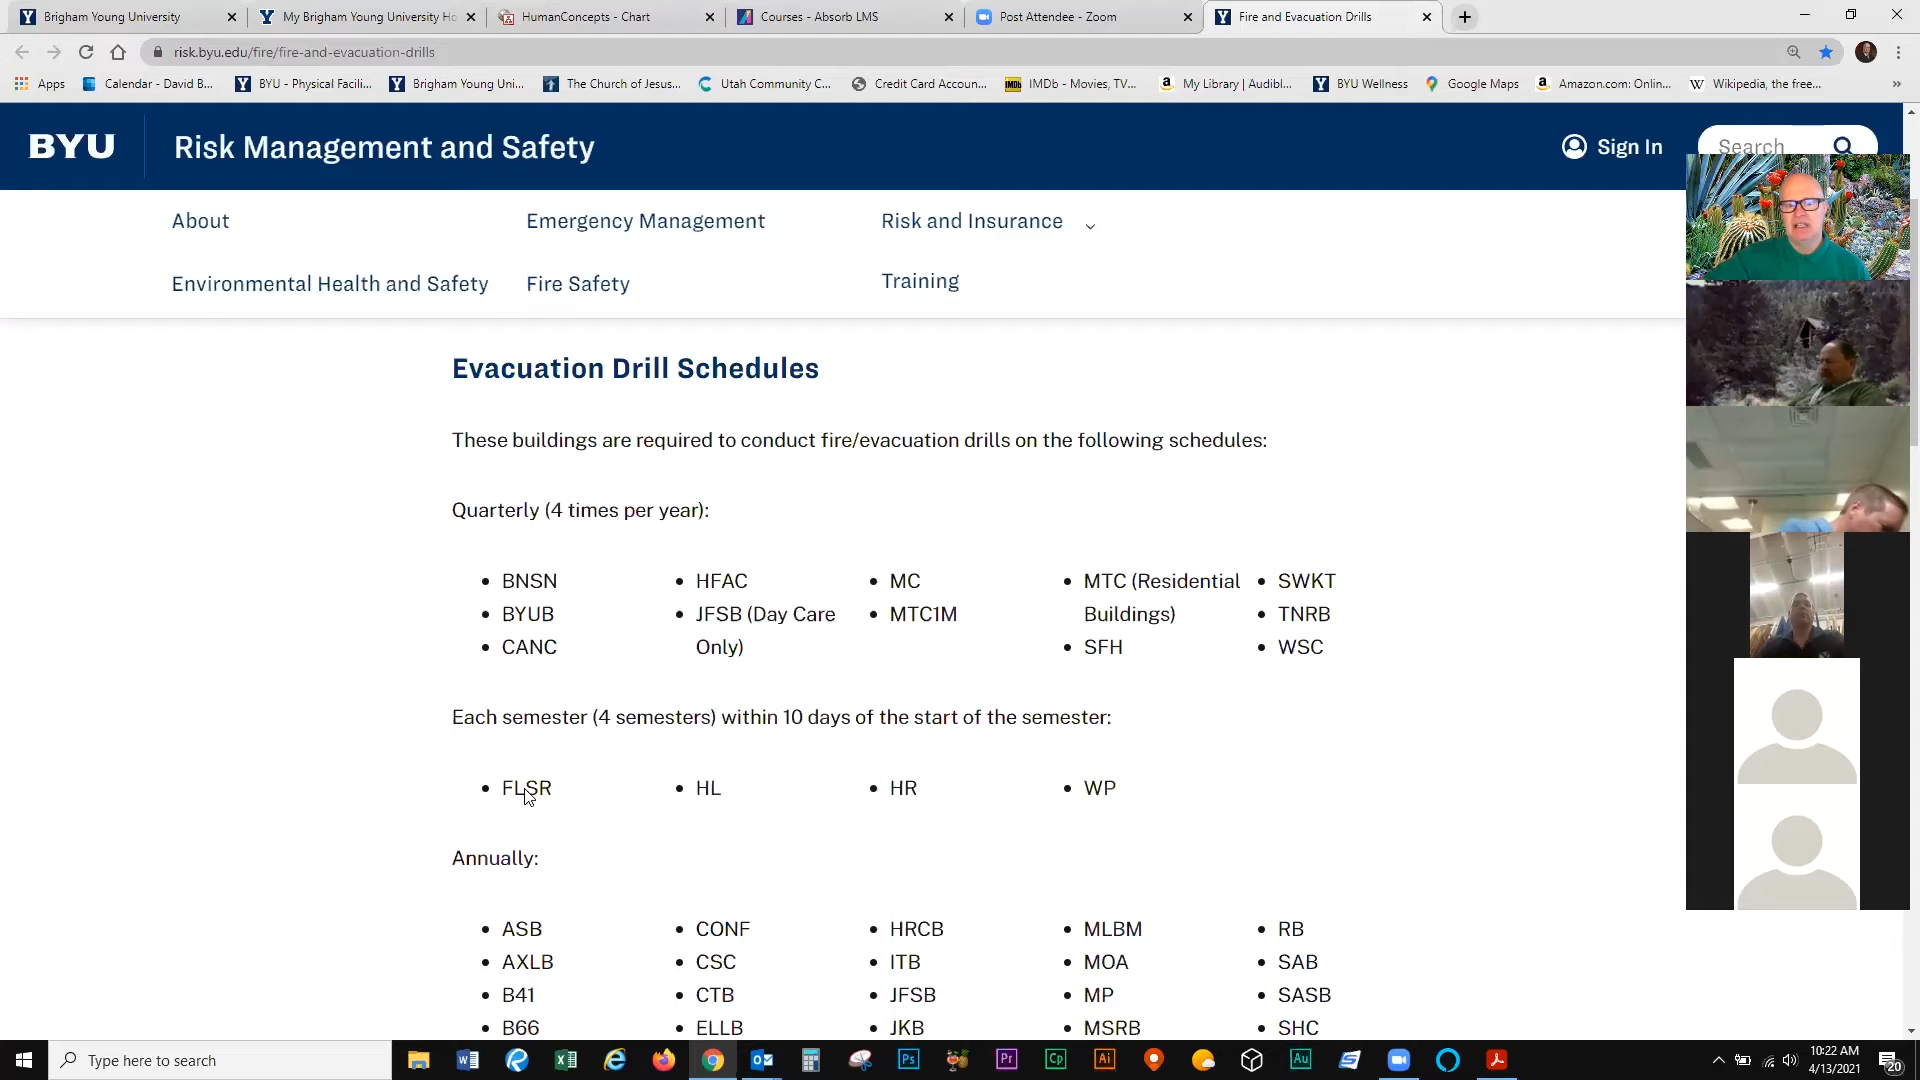 Brigham Young University
My Brigham Young University Ho
HumanConcepts - Chart
Courses - Absorb LMS
Post Attendee - Zoom
Fire and Evacuation Drills
risk.byu.edu/fire/fire-and-evacuation-drills
Apps
Calendar - David B...
BYU - Physical Facili...
Brigham Young Uni...
The Church of Jesus...
Utah Community C...
Credit Card Accoun...
IMDb - Movies, TV...
My Library | Audibl...
BYU Wellness
Google Maps
Amazon.com: Onlin...
Wikipedia, the free...
BYU
Risk Management and Safety
Sign In
Search
About
Emergency Management
Risk and Insurance
Environmental Health and Safety
Fire Safety
Training
Evacuation Drill Schedules
These buildings are required to conduct fire/evacuation drills on the following schedules:
Quarterly (4 times per year):
• BNSN
• BYUB
• CANC
• HFAC
• JFSB (Day Care
Only)
• MC
• MTC1M
• MTC (Residential
Buildings)
• SFH
• SWKT
• TNRB
• WSC
Each semester (4 semesters) within 10 days of the start of the semester:
• FLSR
• HL
• HR
• WP
Annually:
• ASB
• AXLB
• B41
• B66
• CONF
• CSC
• CTB
• ELLB
• HRCB
• ITB
• JFSB
• JKB
• MLBM
• MOA
• MP
• MSRB
• RB
• SAB
• SASB
• SHC
Type here to search
10:22 AM
4/13/2021
20